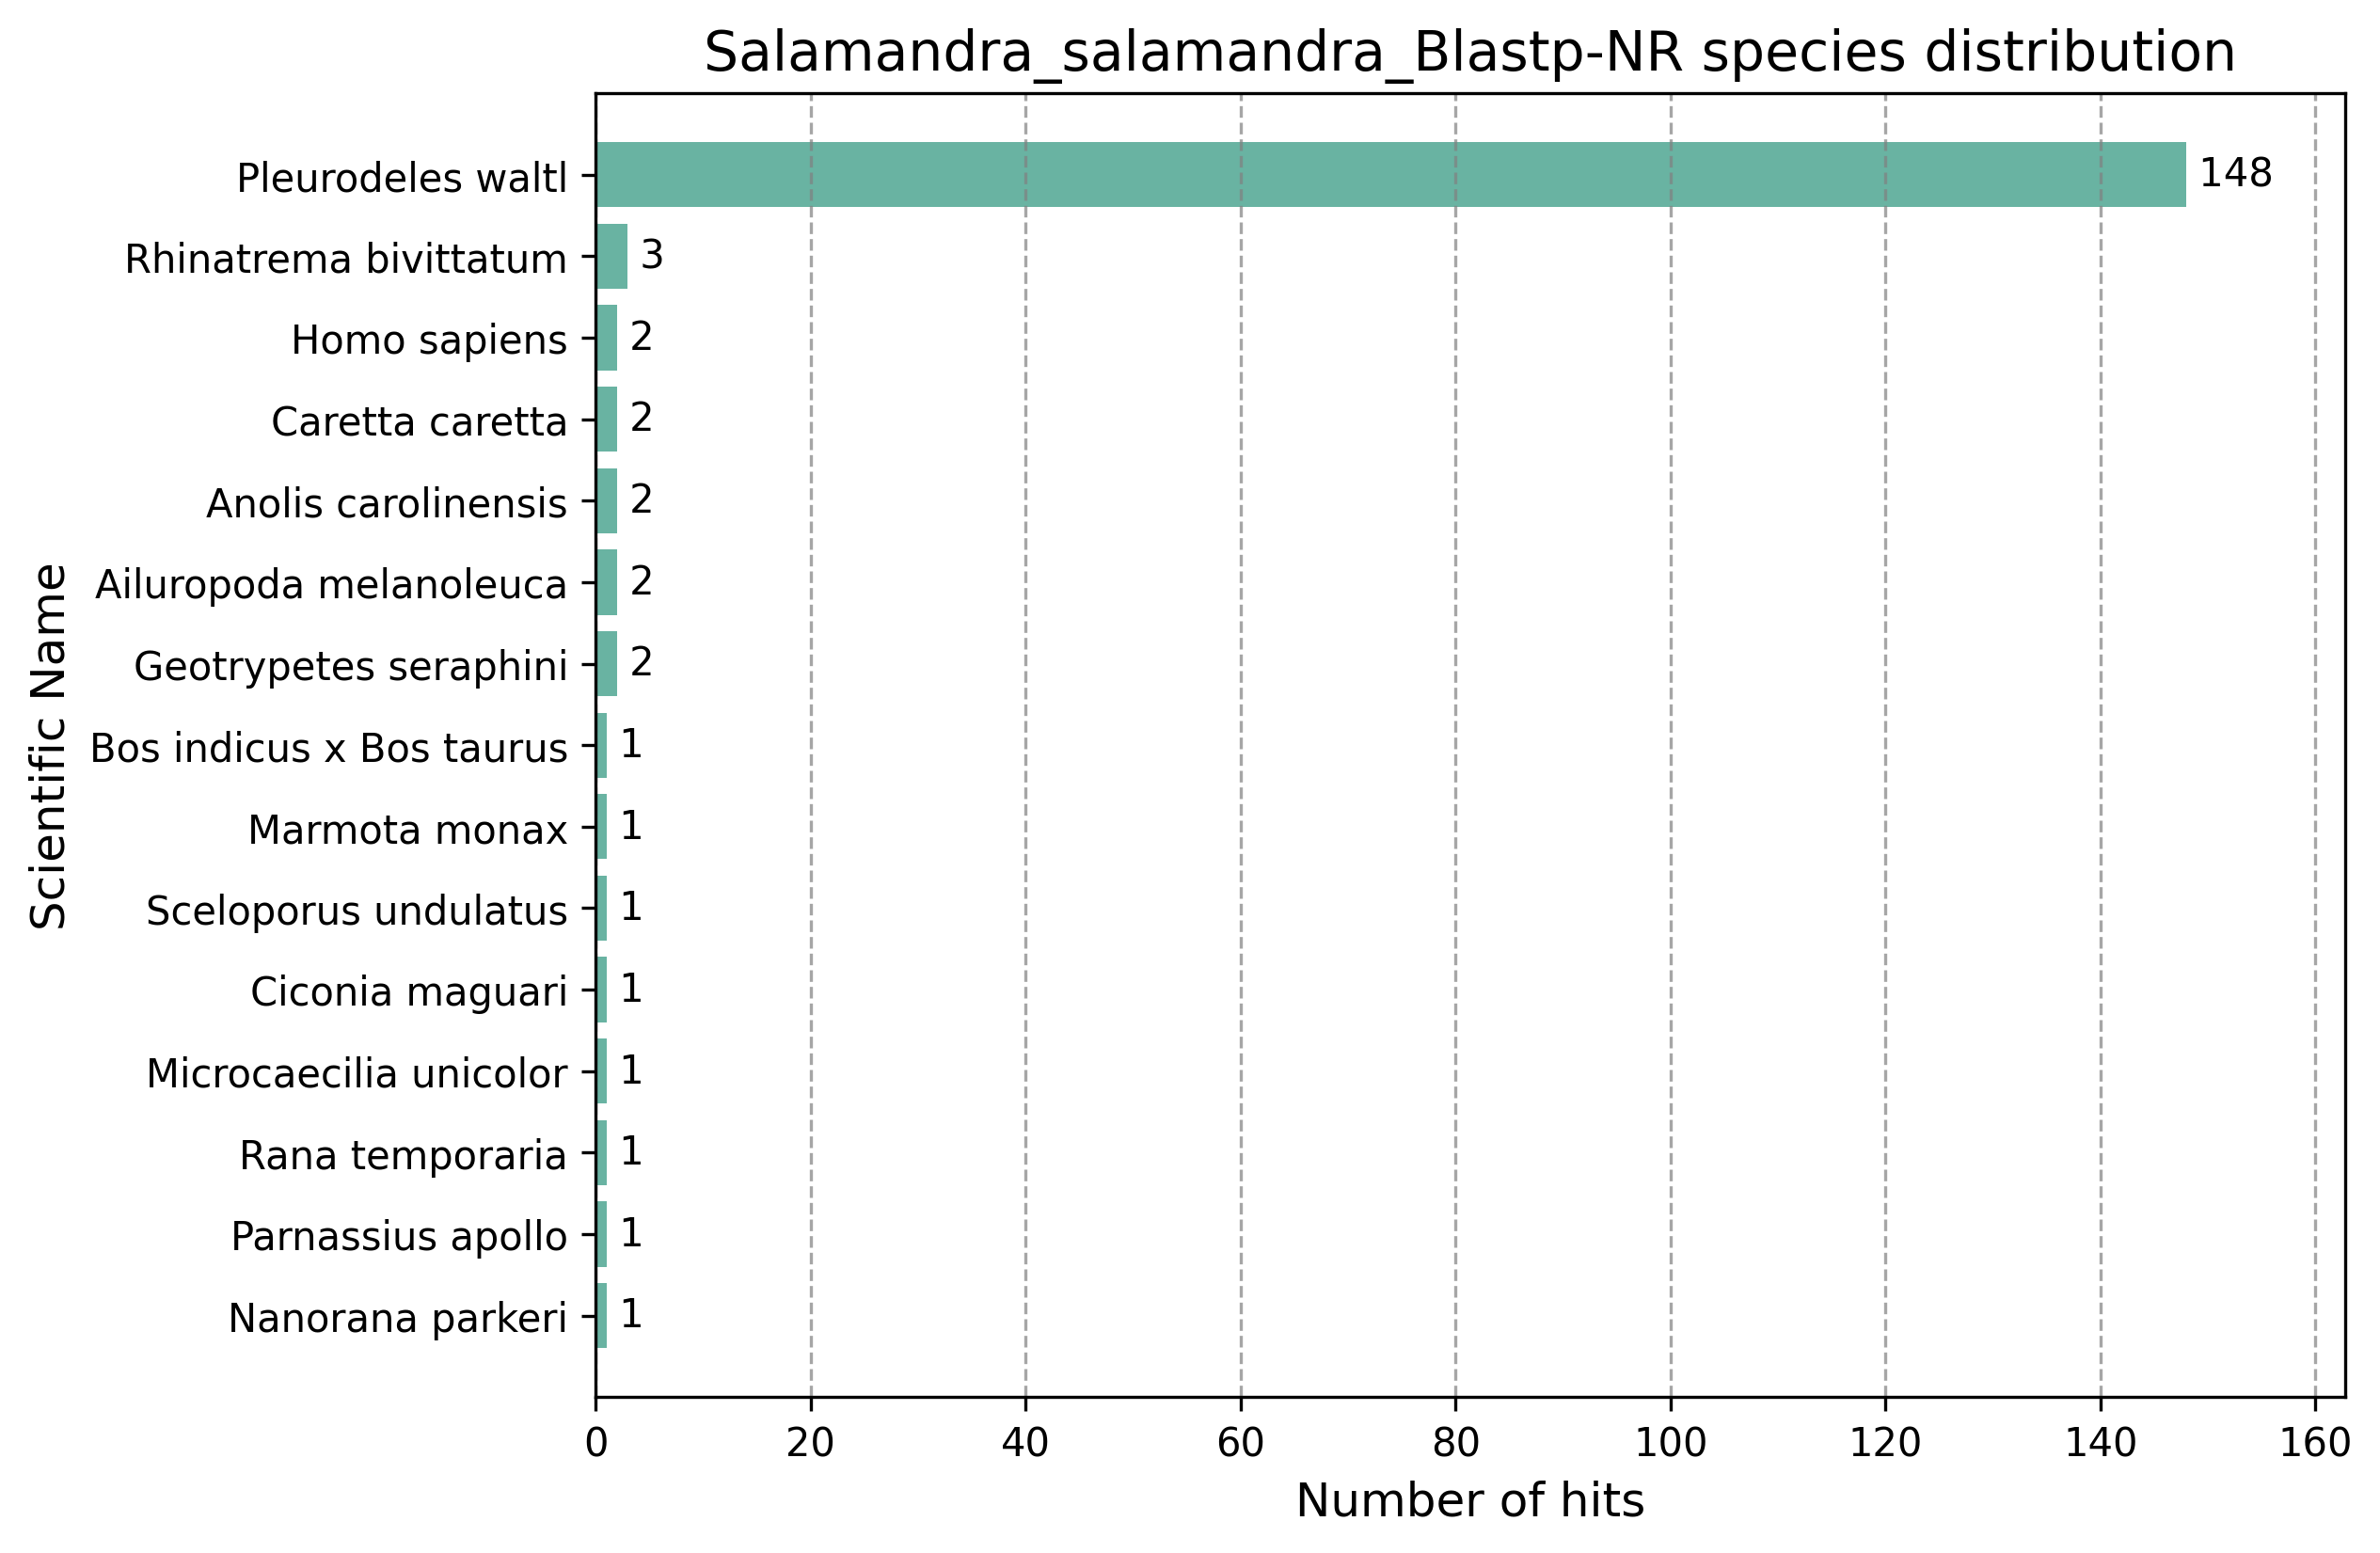 Salamandra_salamandra_Blastp-NR species distribution
Scientific Name
Pleurodeles waltl 148
Rhinatrema bivittatum 3
Homo sapiens 2
Caretta caretta 2
Anolis carolinensis 2
Ailuropoda melanoleuca 2
Geotrypetes seraphini 2
Bos indicus x Bos taurus 1
Marmota monax 1
Sceloporus undulatus 1
Ciconia maguari 1
Microcaecilia unicolor 1
Rana temporaria 1
Parnassius apollo 1
Nanorana parkeri 1
0 20 40 60 80 100 120 140 160
Number of hits